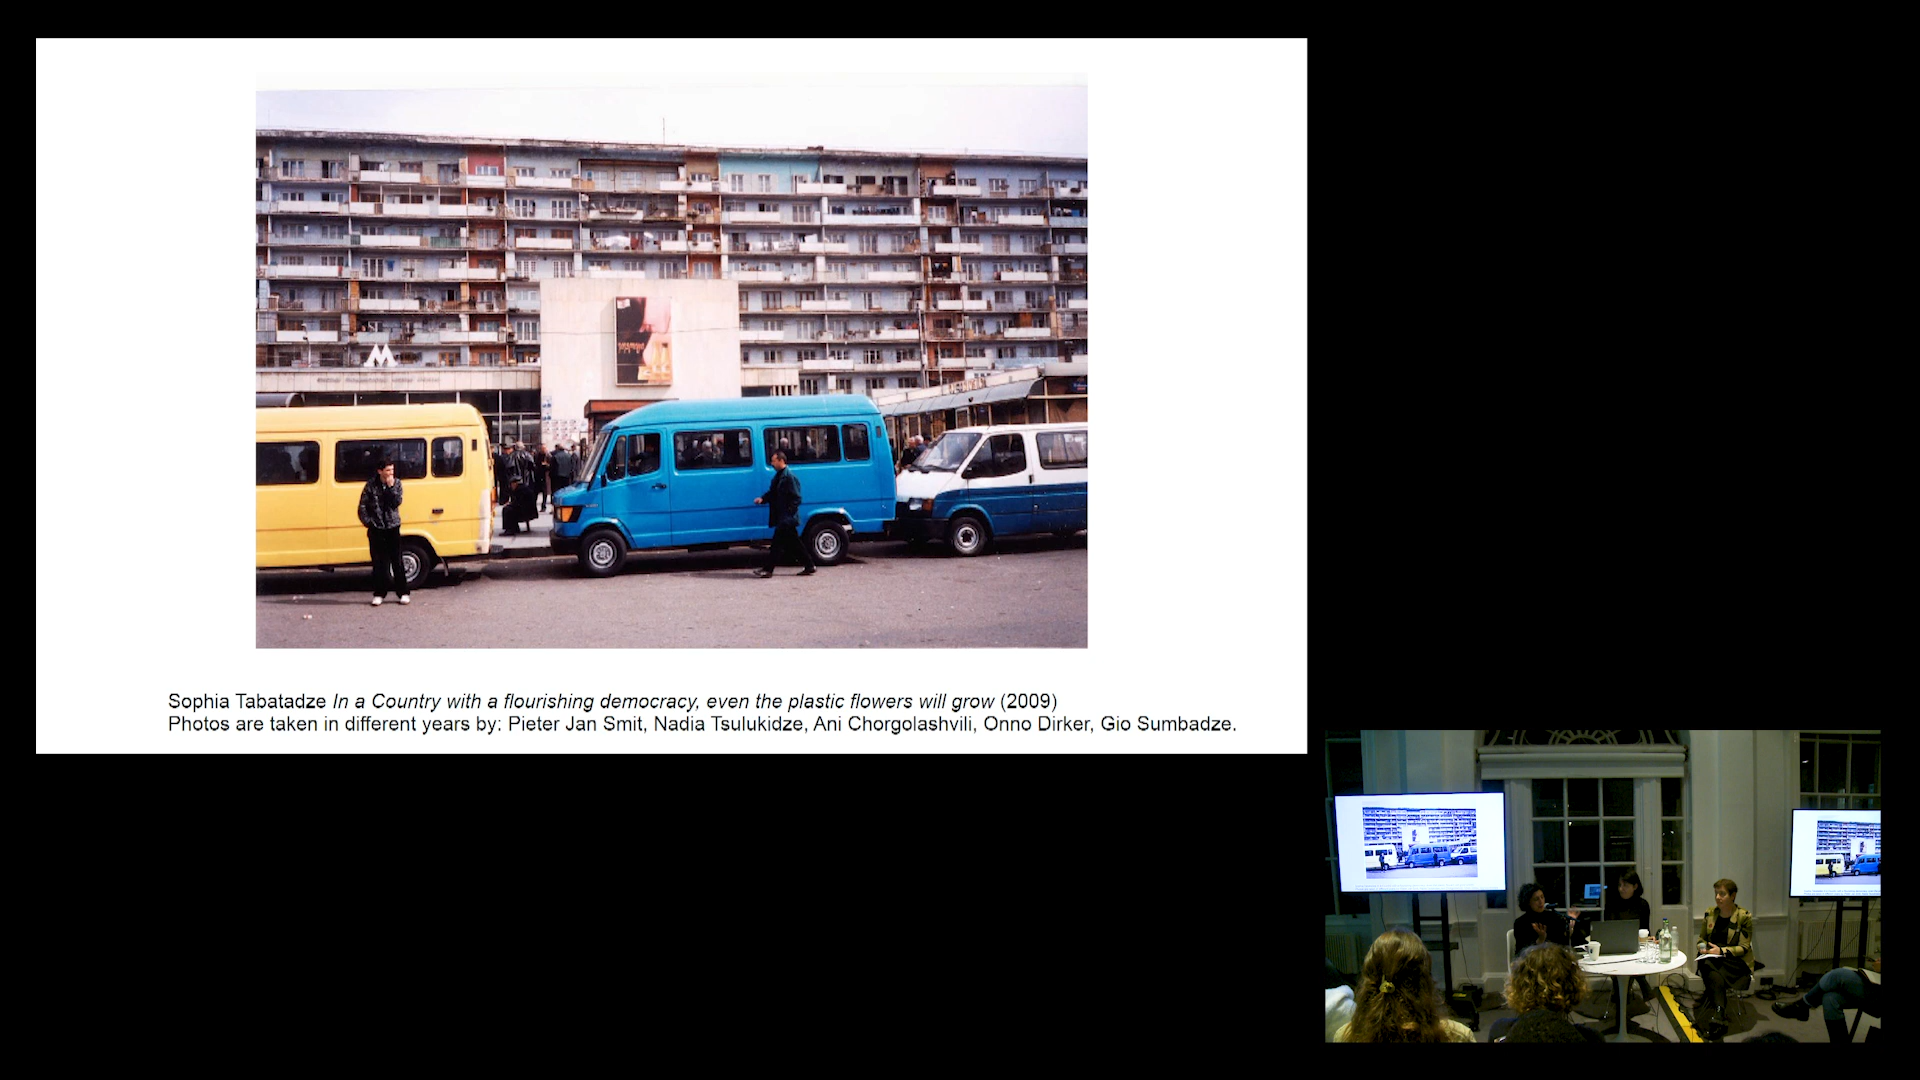 Sophia Tabatadze In a Country with a flourishing democracy, even the plastic flowers will grow (2009)
Photos are taken in different years by: Pieter Jan Smit, Nadia Tsulukidze, Ani Chorgolashvili, Onno Dirker, Gio Sumbadze.